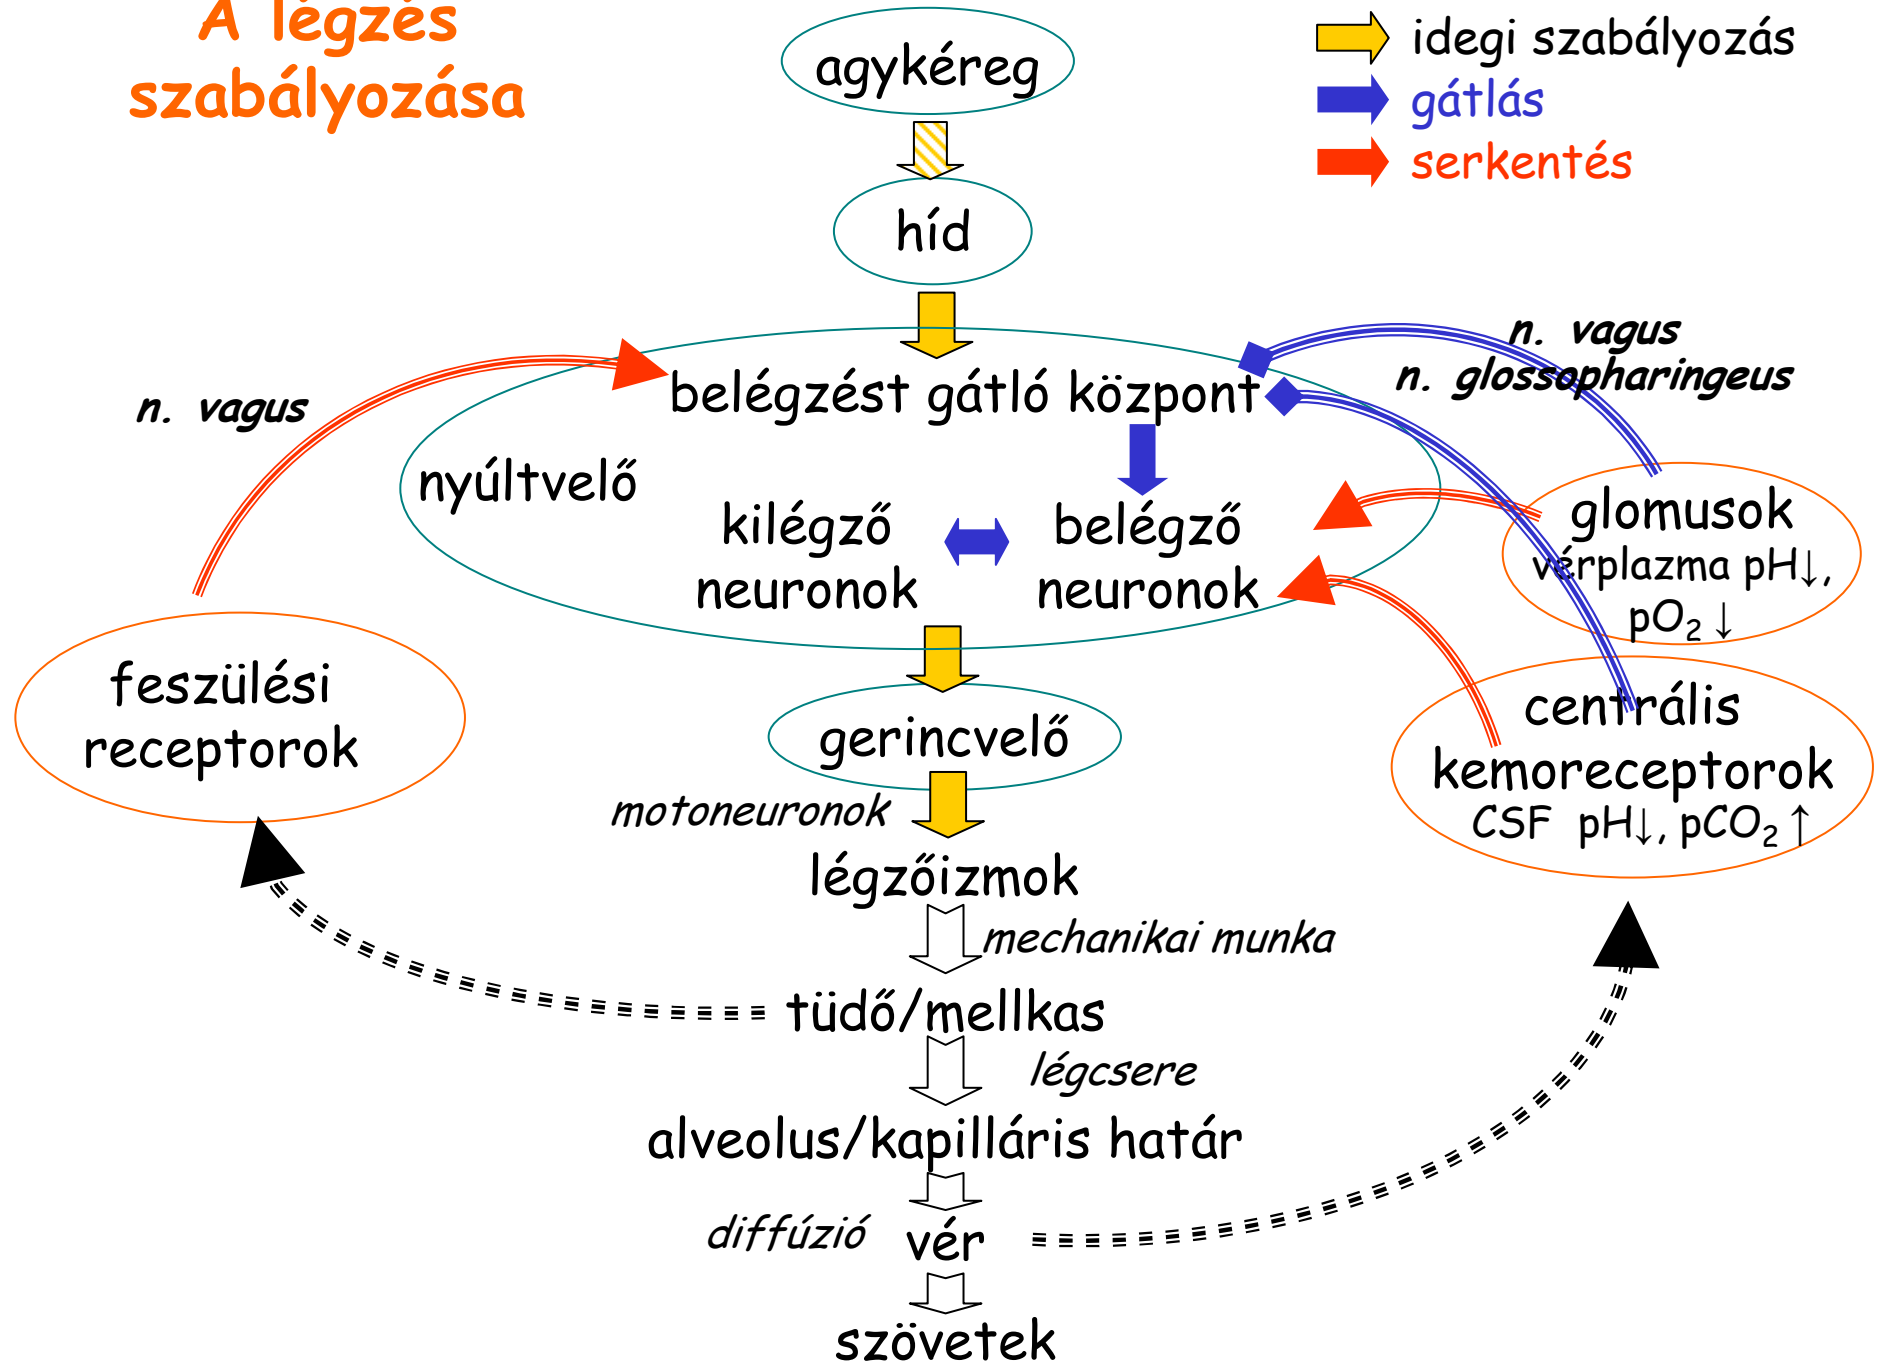 A légzés
szabályozása
agykéreg
idegi szabályozás
gátlás
serkentés
híd
n. vagus
n. glossopharingeus
n. vagus
belégzést gátló központ
nyúltvelő
kilégző
neuronok
belégző
neuronok
glomusok
vérplazma pH↓,
pO₂ ↓
feszülési
receptorok
gerincvelő
centrális
kemoreceptorok
CSF pH↓, pCO₂ ↑
motoneuronok
légzőizmok
mechanikai munka
tüdő/mellkas
légcsere
alveolus/kapilláris határ
diffúzió
vér
szövetek